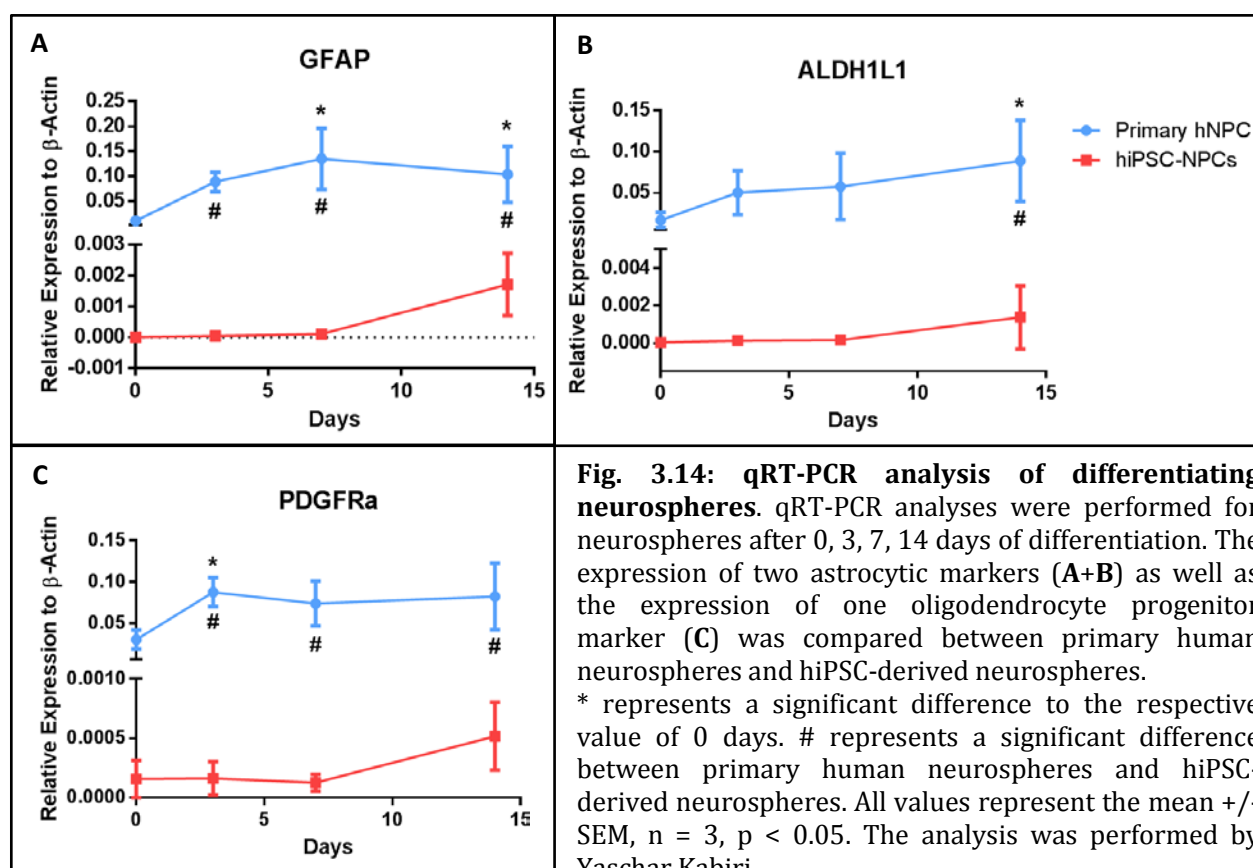 A
GFAP
Relative Expression to β-Actin
0.25
0.20
0.15
0.10
0.05
0.003
0.002
0.001
0.000
-0.001
* *
# # #
0 5 10 15
Days
B
ALDH1L1
Relative Expression to β-Actin
0.15
0.10
0.05
0.004
0.002
0.000
*
#
0 5 10 15
Days
Primary hNPC
hiPSC-NPCs
C
PDGFRa
Relative Expression to β-Actin
0.15
0.10
0.05
0.0010
0.0005
0.0000
*
# # #
0 5 10 15
Days
Fig. 3.14: qRT-PCR analysis of differentiating
neurospheres. qRT-PCR analyses were performed for
neurospheres after 0, 3, 7, 14 days of differentiation. The
expression of two astrocytic markers (A+B) as well as
the expression of one oligodendrocyte progenitor
marker (C) was compared between primary human
neurospheres and hiPSC-derived neurospheres.
* represents a significant difference to the respective
value of 0 days. # represents a significant difference
between primary human neurospheres and hiPSC-
derived neurospheres. All values represent the mean +/-
SEM, n = 3, p < 0.05. The analysis was performed by
Yaschar Kabiri